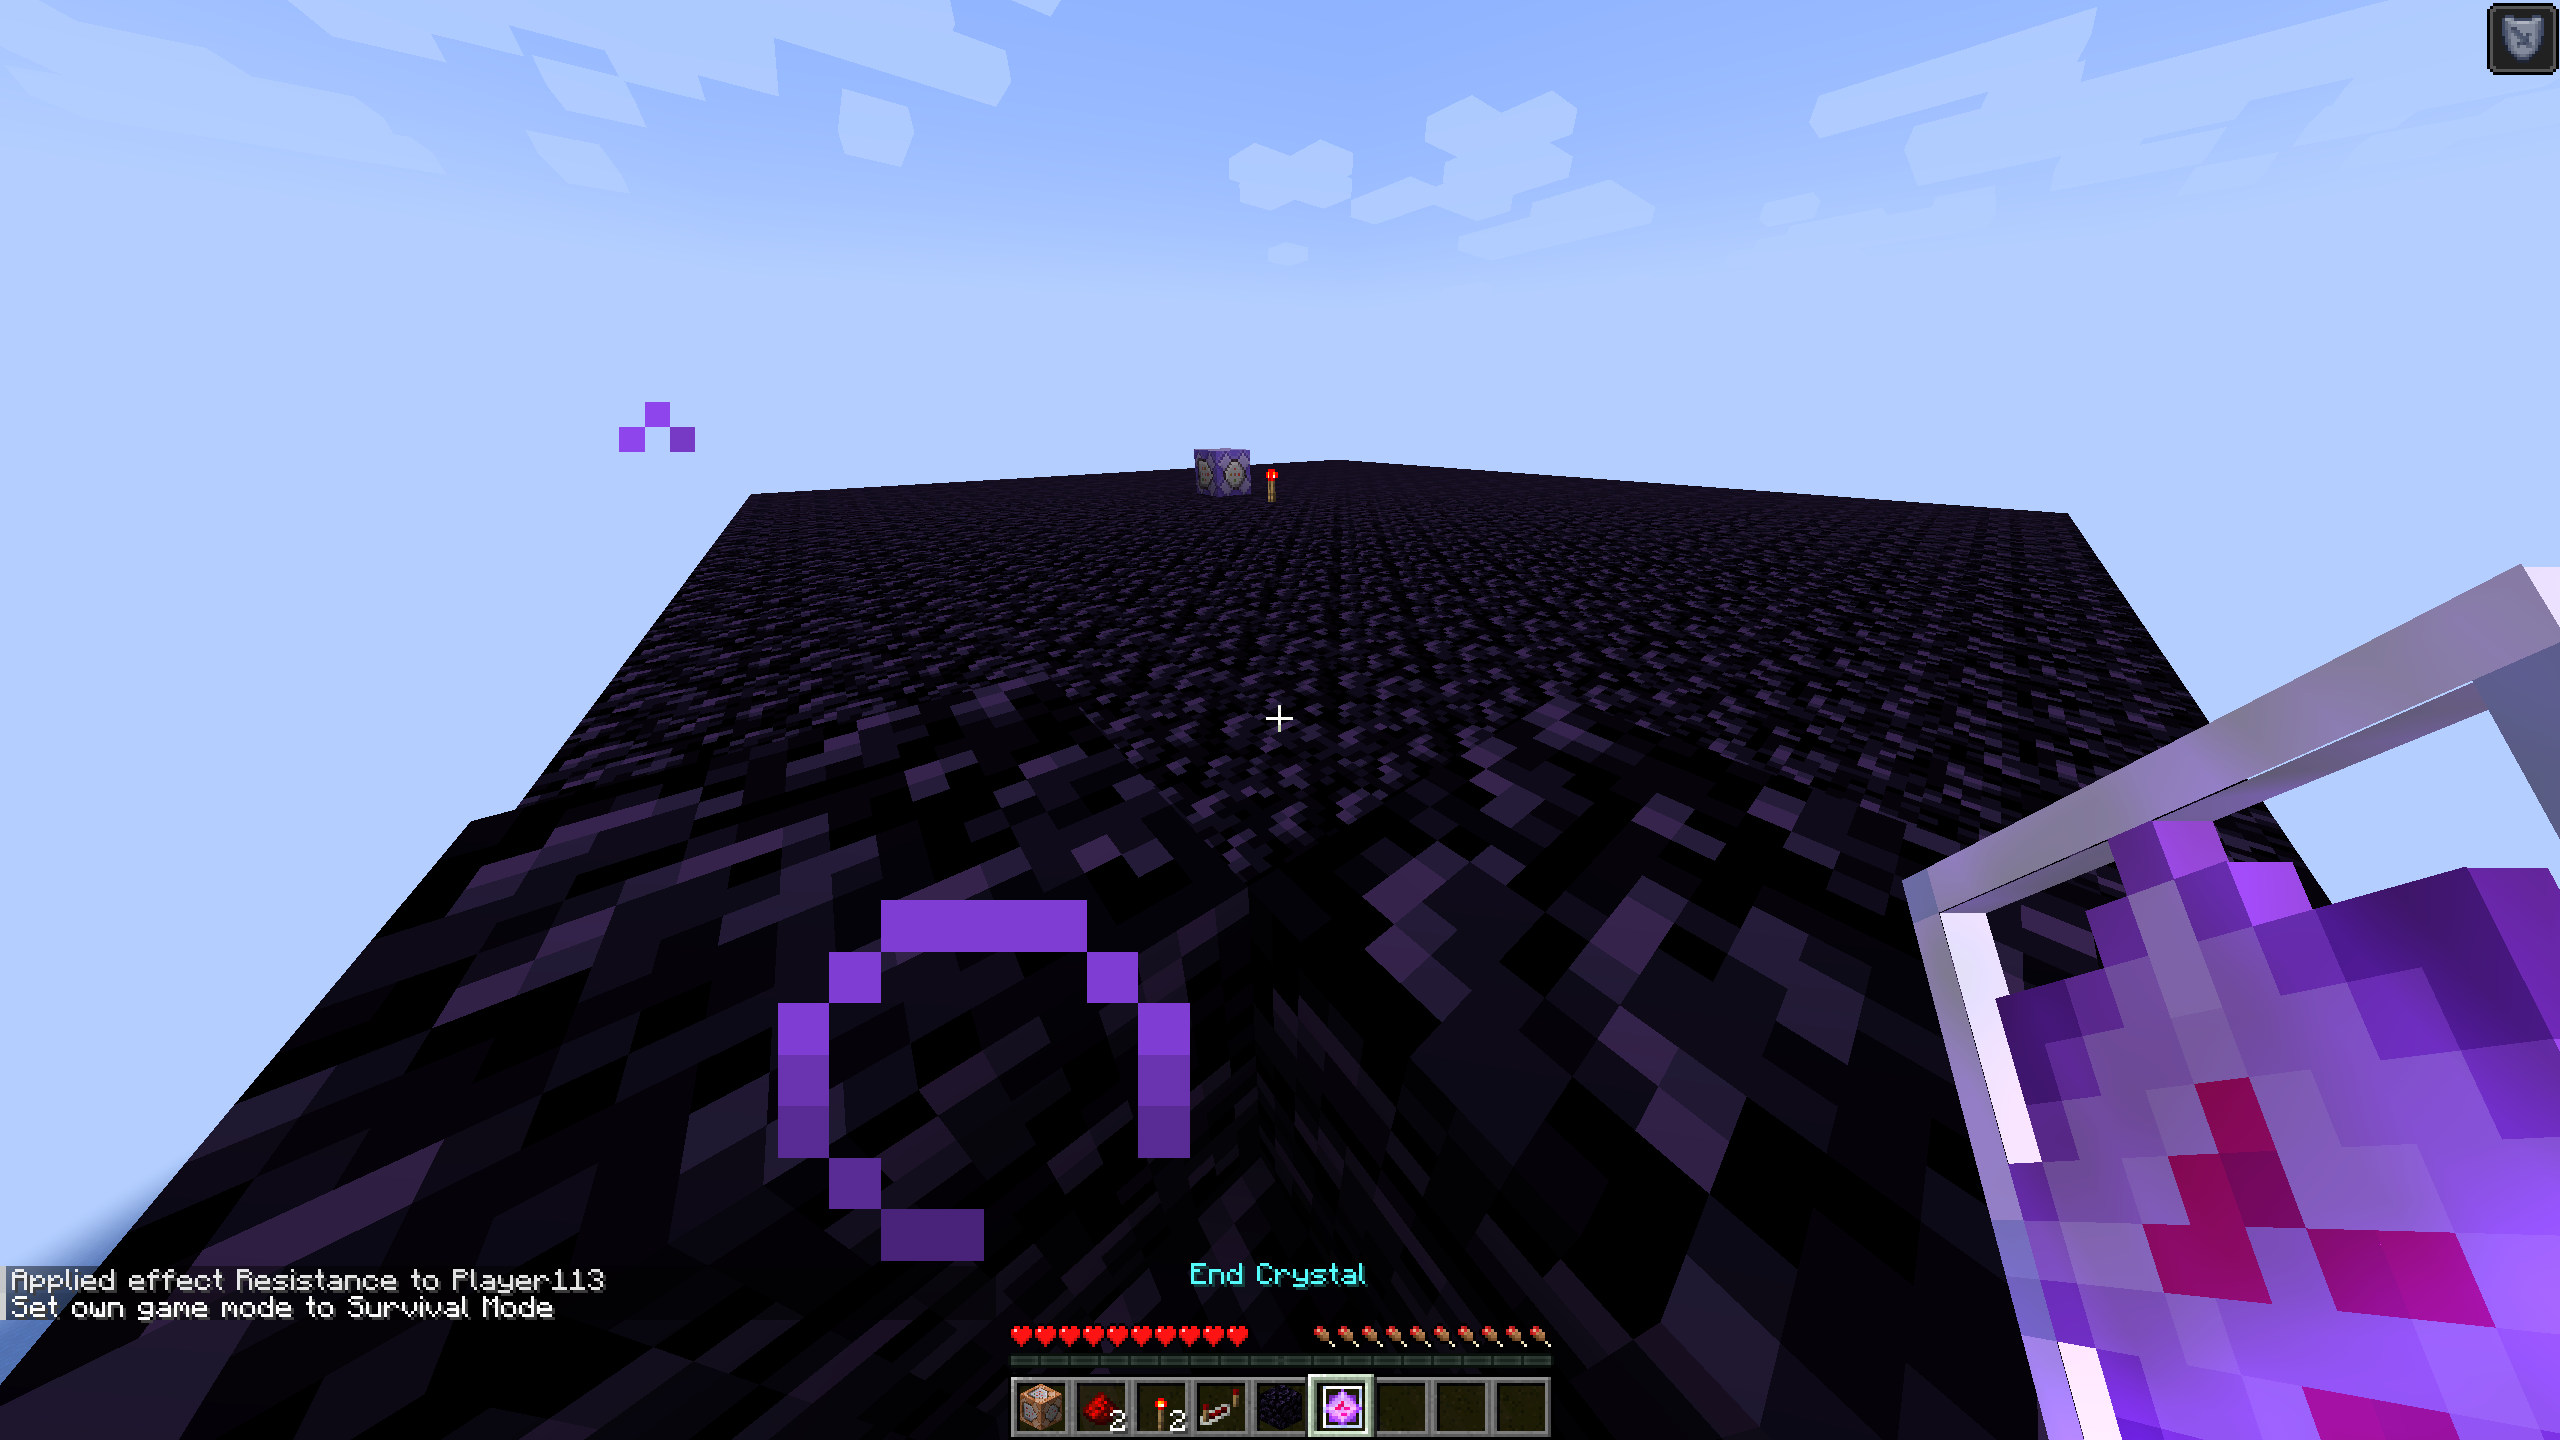 Applied effect Resistance to Player113
Set own game mode to Survival Mode
End Crystal
2
2